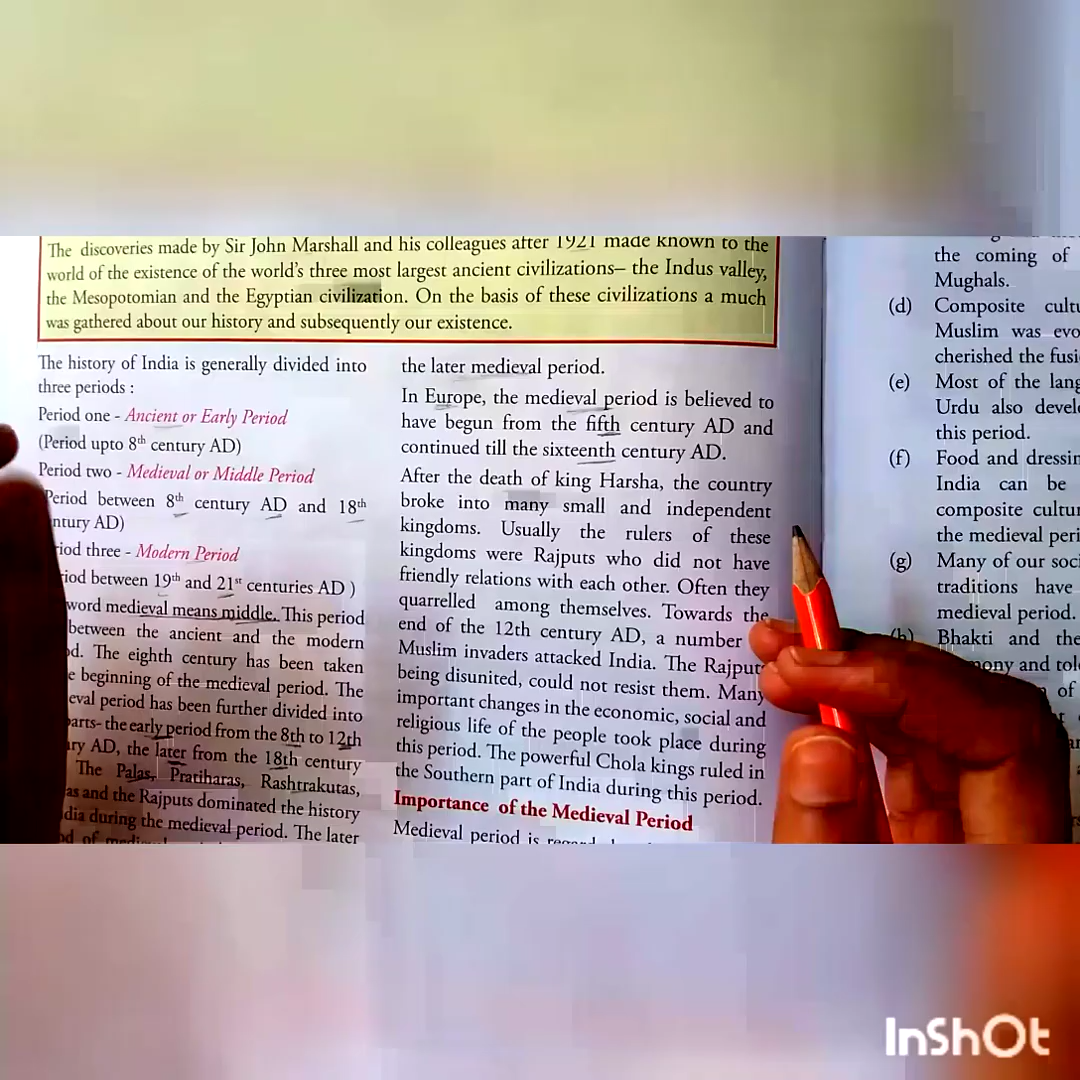 The discoveries made by Sir John Marshall and his colleagues after 1921 made known to the
world of the existence of the world's three most largest ancient civilizations– the Indus valley,
the Mesopotomian and the Egyptian civilization. On the basis of these civilizations a much
was gathered about our history and subsequently our existence.
The history of India is generally divided into
three periods :
Period one - Ancient or Early Period
(Period upto 8th century AD)
Period two - Medieval or Middle Period
Period between 8th century AD and 18th
ntury AD)
iod three - Modern Period
iod between 19th and 21st centuries AD )
word medieval means middle. This period
between the ancient and the modern
d. The eighth century has been taken
e beginning of the medieval period. The
eval period has been further divided into
parts- the early period from the 8th to 12th
ury AD, the later from the 18th century
The Palas, Pratiharas, Rashtrakutas,
as and the Rajputs dominated the history
dia during the medieval period. The later
the later medieval period.
In Europe, the medieval period is believed to
have begun from the fifth century AD and
continued till the sixteenth century AD.
After the death of king Harsha, the country
broke into many small and independent
kingdoms. Usually the rulers of these
kingdoms were Rajputs who did not have
friendly relations with each other. Often they
quarrelled among themselves. Towards the
end of the 12th century AD, a number
Muslim invaders attacked India. The Rajputs
being disunited, could not resist them. Many
important changes in the economic, social and
religious life of the people took place during
this period. The powerful Chola kings ruled in
the Southern part of India during this period.
Importance of the Medieval Period
Medieval period is
the coming of
Mughals.
(d) Composite cultu
Muslim was evo
cherished the fusi
(e) Most of the lang
Urdu also devel
this period.
(f) Food and dressin
India can be
composite cultur
the medieval peri
(g) Many of our soci
traditions have
medieval period.
(h) Bhakti and the
mony and tole
of
InShOt